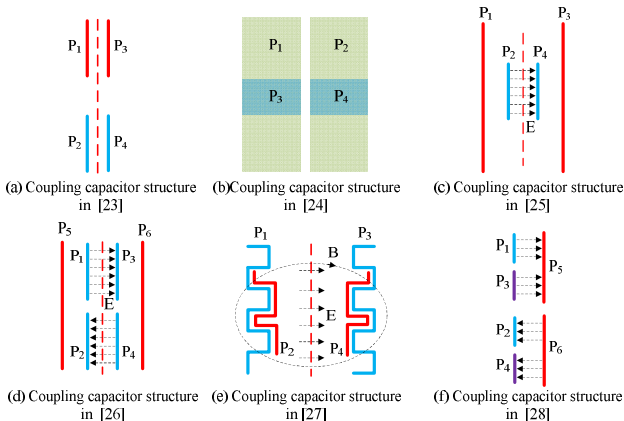 P1 P3
P2 P4
(a) Coupling capacitor structure
in [23]
P1 P2
P3 P4
(b)Coupling capacitor structure
in [24]
P1 P3
P2 P4
E
(c) Coupling capacitor structure
in [25]
P5 P6
P1 P3
E
P2 P4
(d) Coupling capacitor structure
in [26]
P1 P3
B
E
P2 P4
(e) Coupling capacitor structure
in [27]
P1
P5
P3
P2
P6
P4
(f) Coupling capacitor structure
in [28]